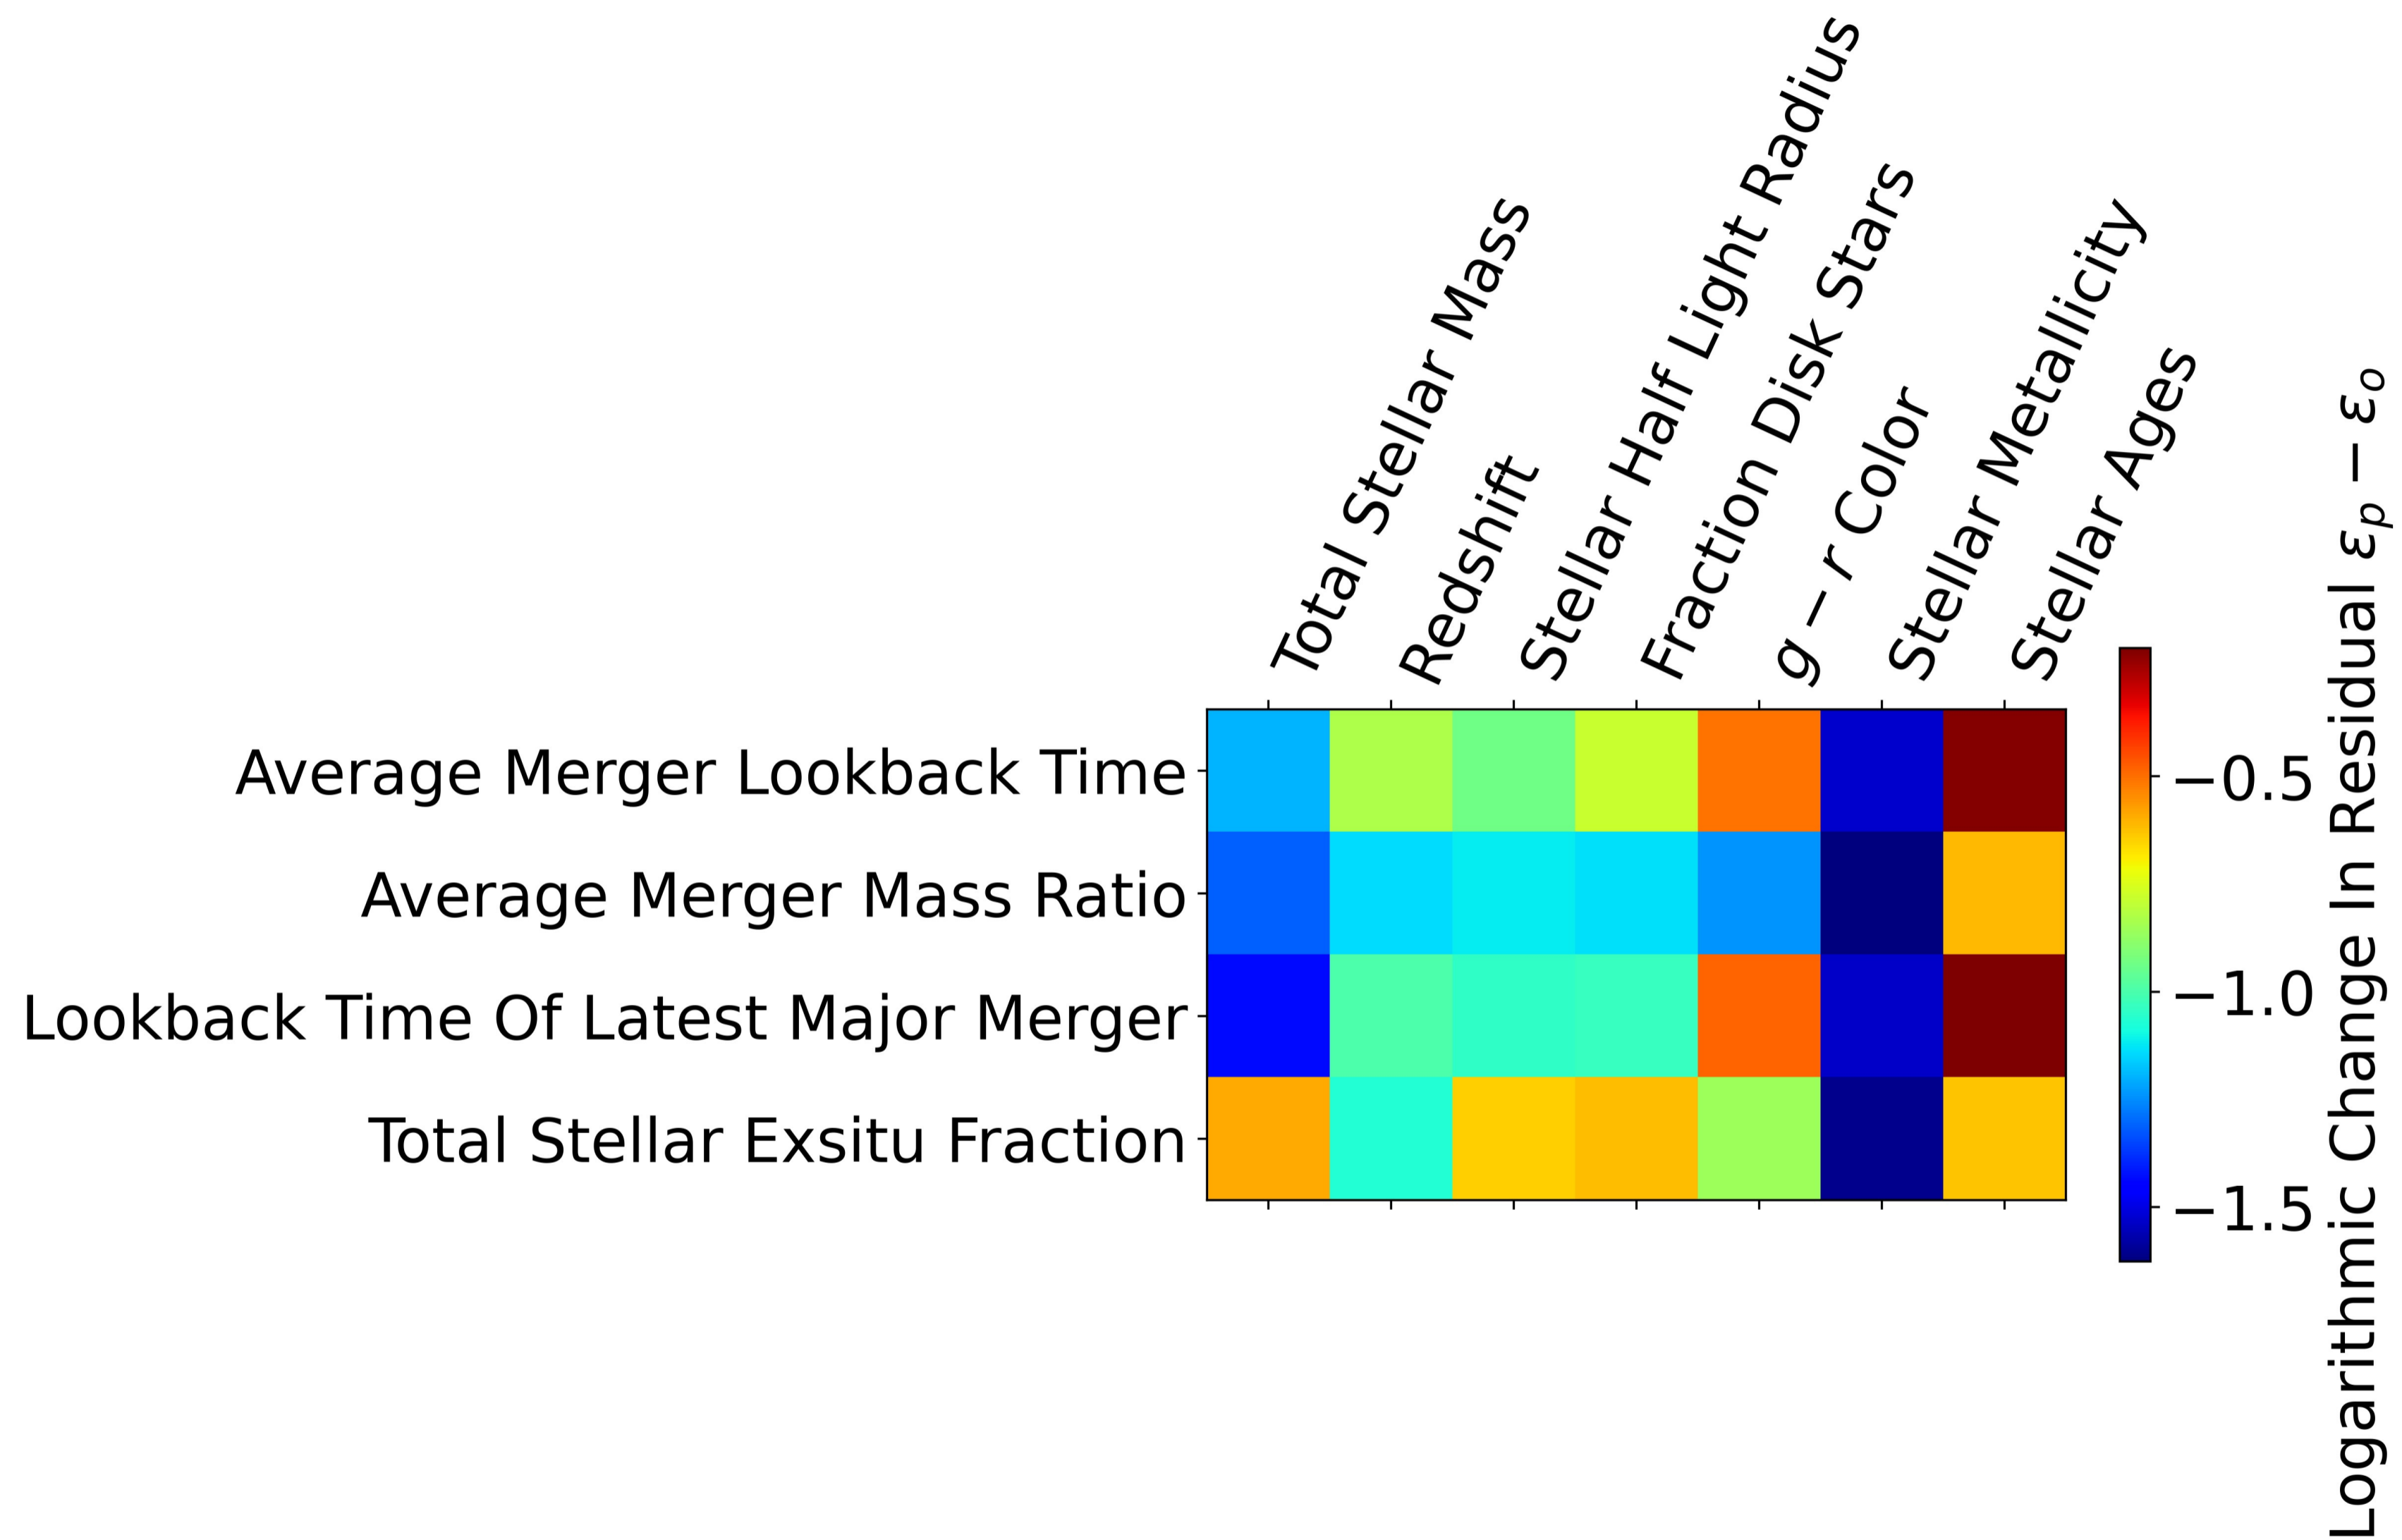 Total Stellar Mass
Redshift
Stellar Half Light Radius
Fraction Disk Stars
g − r Color
Stellar Metallicity
Stellar Ages
Average Merger Lookback Time
Average Merger Mass Ratio
Lookback Time Of Latest Major Merger
Total Stellar Exsitu Fraction
−0.5
−1.0
−1.5
Logarithmic Change In Residual εp − εo